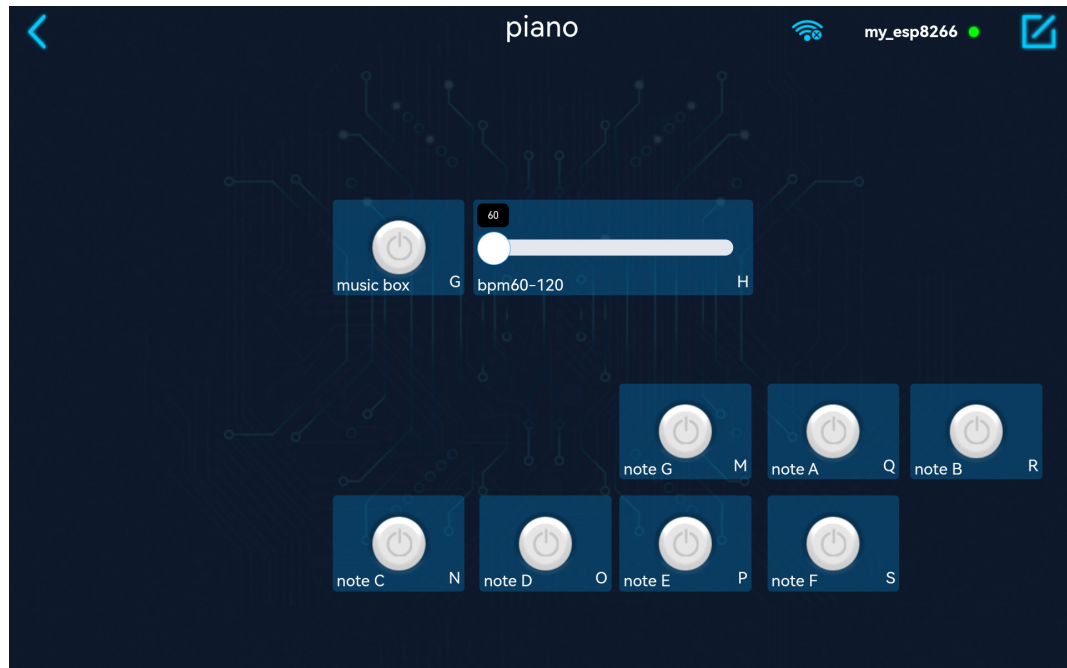 piano
my_esp8266
60
music box G
bpm60-120 H
note G M
note A Q
note B R
note C N
note D O
note E P
note F S